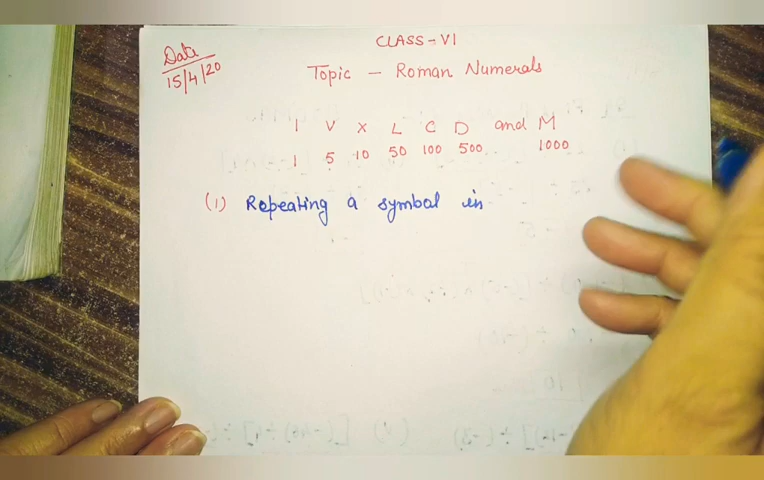 CLASS - VI
Date
15/4/20
Topic - Roman Numerals
I V X L C D and M
1 5 10 50 100 500 1000
(1) Repeating a symbol in